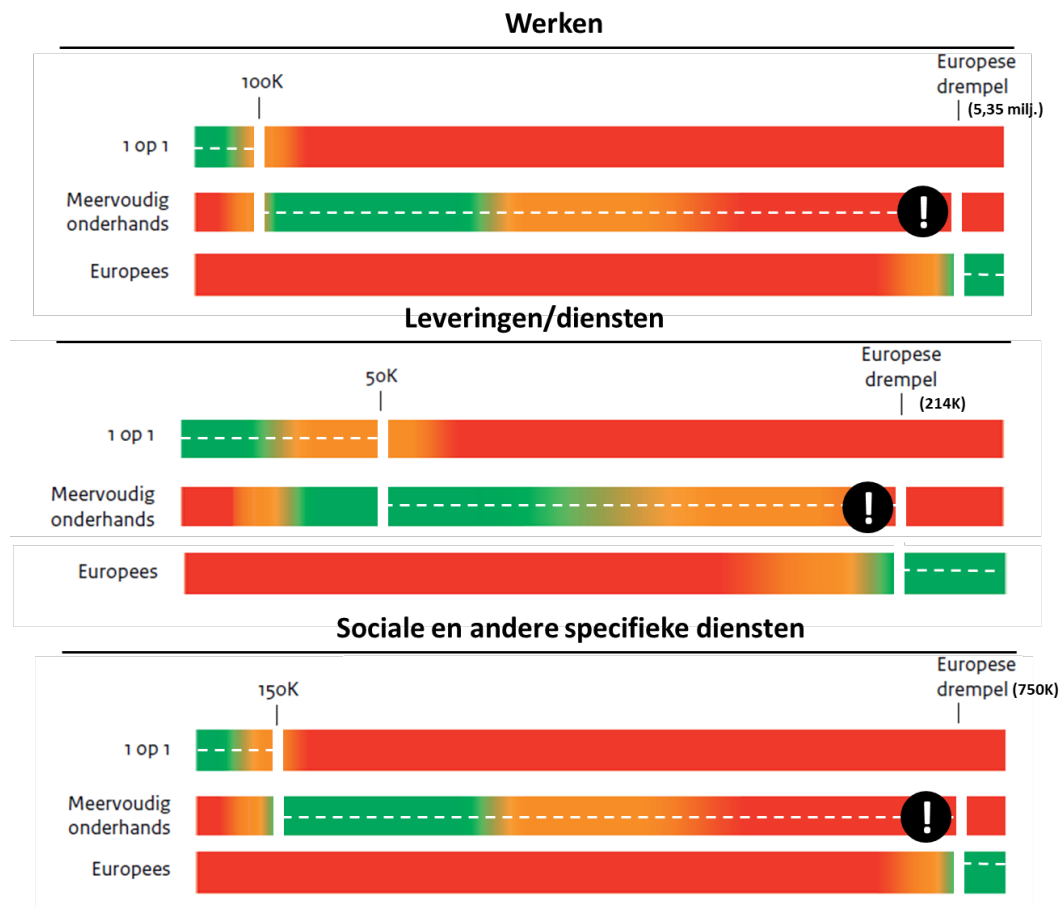 Werken
100K
Europese
drempel
(5,35 milj.)
1 op 1
Meervoudig
onderhands
!
Europees
Leveringen/diensten
50K
Europese
drempel
(214K)
1 op 1
Meervoudig
onderhands
!
Europees
Sociale en andere specifieke diensten
150K
Europese
drempel (750K)
1 op 1
Meervoudig
onderhands
!
Europees